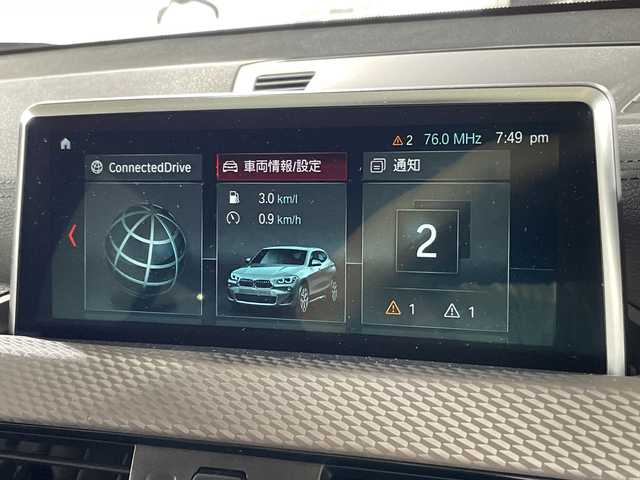 2 76.0 MHz 7:49 pm
ConnectedDrive
車両情報/設定
3.0 km/l
0.9 km/h
通知
2
1 1